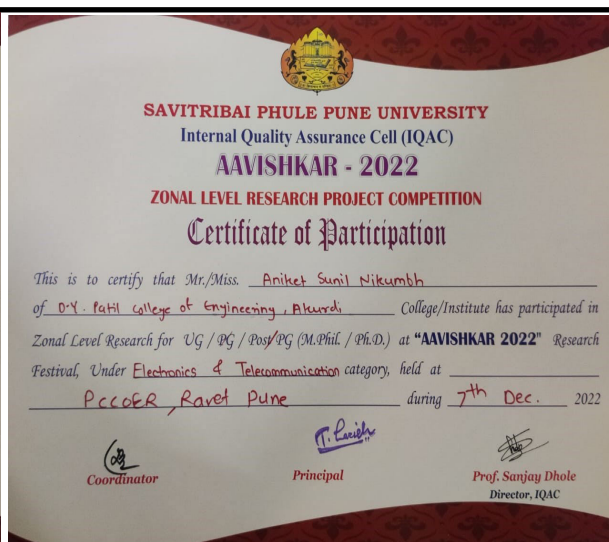 SAVITRIBAI PHULE PUNE UNIVERSITY
Internal Quality Assurance Cell (IQAC)
AAVISHKAR - 2022
ZONAL LEVEL RESEARCH PROJECT COMPETITION
Certificate of Participation
This is to certify that Mr./Miss. Aniket Sunil Nikumbh
of D.Y. Patil college of Engineering, Akurdi College/Institute has participated in
Zonal Level Research for UG / PG / Post PG (M.Phil. / Ph.D.) at "AAVISHKAR 2022" Research
Festival, Under Electronics & Telecommunication category, held at
PCCOER, Ravet Pune during 7th Dec. 2022
Coordinator Principal Prof. Sanjay Dhole
Director, IQAC